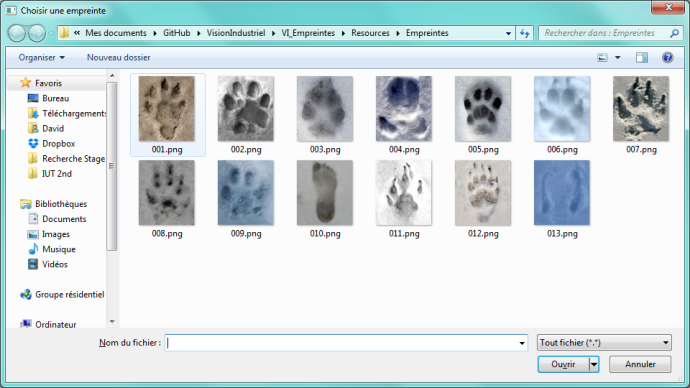 Choisir une empreinte
« Mes documents ▸ GitHub ▸ VisionIndustriel ▸ VI_Empreintes ▸ Resources ▸ Empreintes
Rechercher dans : Empreintes
Organiser
Nouveau dossier
Favoris
Bureau
Téléchargements
David
Dropbox
Recherche Stage
IUT 2nd
Bibliothèques
Documents
Images
Musique
Vidéos
Groupe résidentiel
Ordinateur
001.png 002.png 003.png 004.png 005.png 006.png 007.png
008.png 009.png 010.png 011.png 012.png 013.png
Nom du fichier :
Tout fichier (*.*)
Ouvrir
Annuler